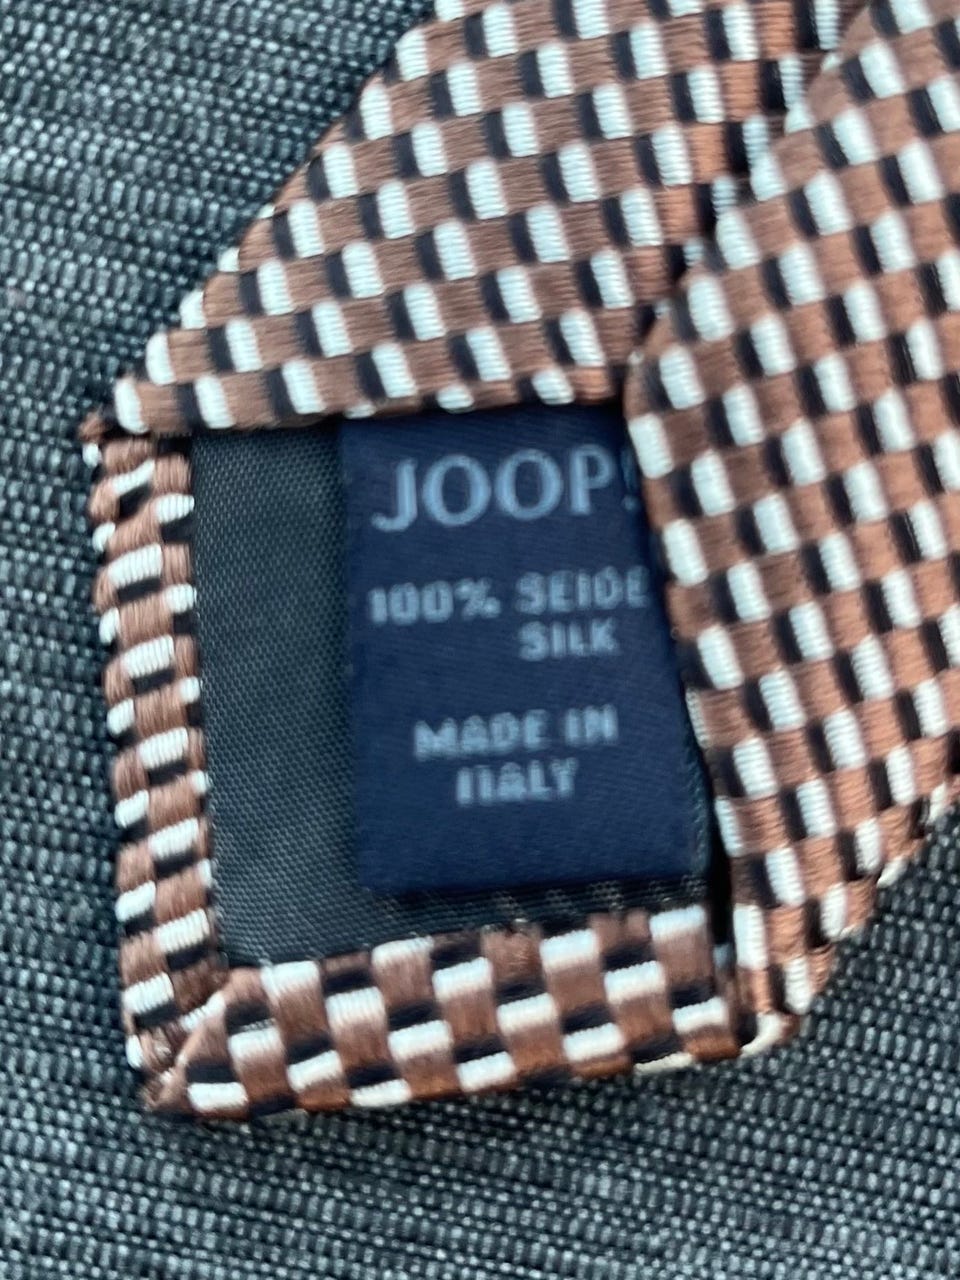 JOOP!
100% SEIDE
SILK
MADE IN
ITALY